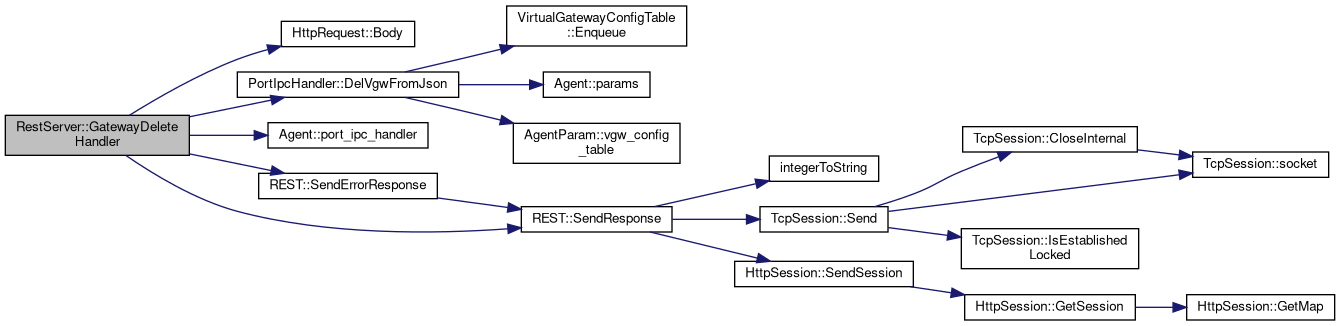 RestServer::GatewayDelete
Handler
HttpRequest::Body
PortIpcHandler::DelVgwFromJson
Agent::port_ipc_handler
REST::SendErrorResponse
VirtualGatewayConfigTable
::Enqueue
Agent::params
AgentParam::vgw_config
_table
REST::SendResponse
integerToString
TcpSession::Send
HttpSession::SendSession
TcpSession::CloseInternal
TcpSession::IsEstablished
Locked
HttpSession::GetSession
TcpSession::socket
HttpSession::GetMap